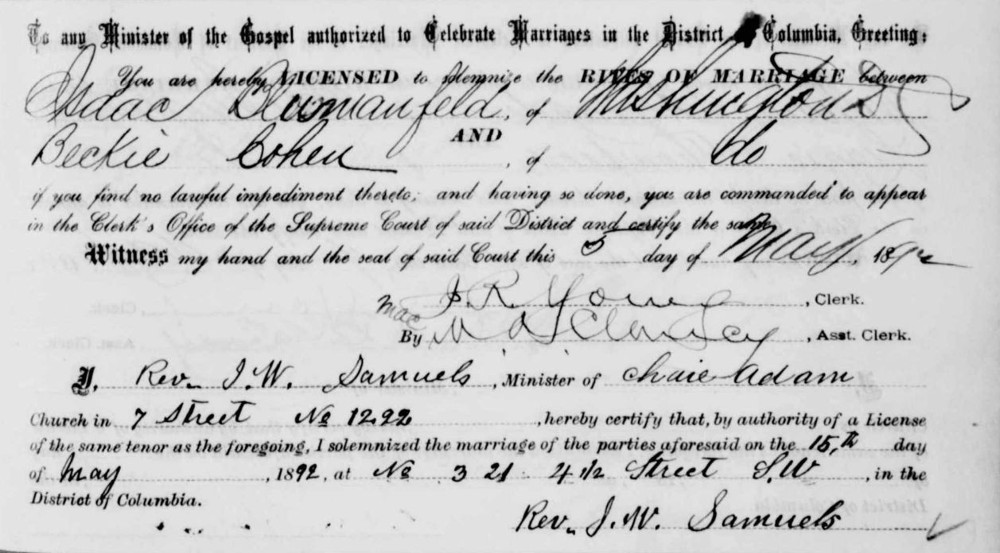 To any Minister of the Gospel authorized to Celebrate Marriages in the District of Columbia, Greeting:
You are hereby LICENSED to solemnize the RITES OF MARRIAGE between
Isaac Blumanfeld, of Washington D C
AND
Beckie Cohen, of do
if you find no lawful impediment thereto; and having so done, you are commanded to appear
in the Clerk's Office of the Supreme Court of said District and certify the same.
Witness my hand and the seal of said Court this 5 day of May, 1892
J. R. Young, Clerk.
Mac
By M A Clancy, Asst. Clerk.
I, Rev. J. W. Samuels, Minister of Chaie Adam
Church in 7 Street No 1292, hereby certify that, by authority of a License
of the same tenor as the foregoing, I solemnized the marriage of the parties aforesaid on the 15,th day
of May, 1892, at No 321 4 1/2 Street S.W, in the
District of Columbia.
Rev. J. W. Samuels